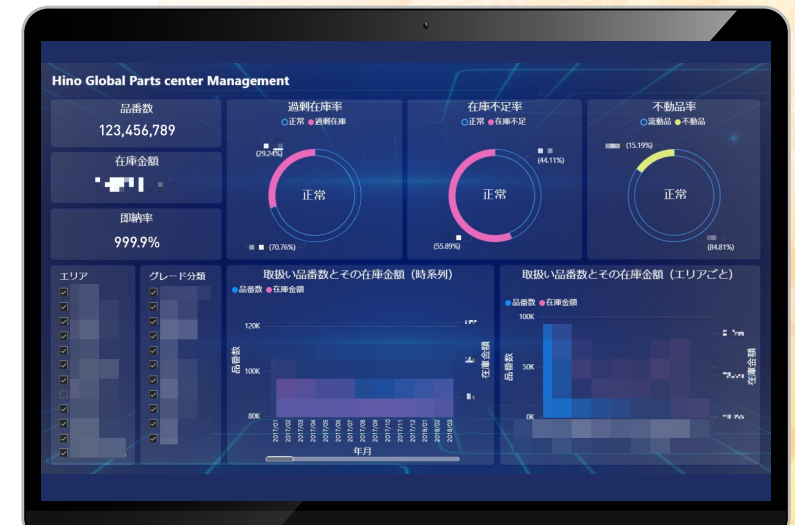 Hino Global Parts center Management
品番数
123,456,789
在庫金額
即納率
999.9%
過剰在庫率
正常 過剰在庫
(29.24%)
正常
(70.76%)
在庫不足率
正常 在庫不足
(44.11%)
正常
(55.89%)
不動品率
流動品 不動品
(15.19%)
正常
(84.81%)
エリア
グレード分類
取扱い品番数とその在庫金額（時系列）
品番数 在庫金額
120K
100K
80K
品番数
在庫金額
2017/01
2017/02
2017/03
2017/04
2017/05
2017/06
2017/07
2017/08
2017/09
2017/10
2017/11
2017/12
2018/01
2018/02
2018/03
年月
取扱い品番数とその在庫金額（エリアごと）
品番数 在庫金額
100K
50K
0K
品番数
在庫金額